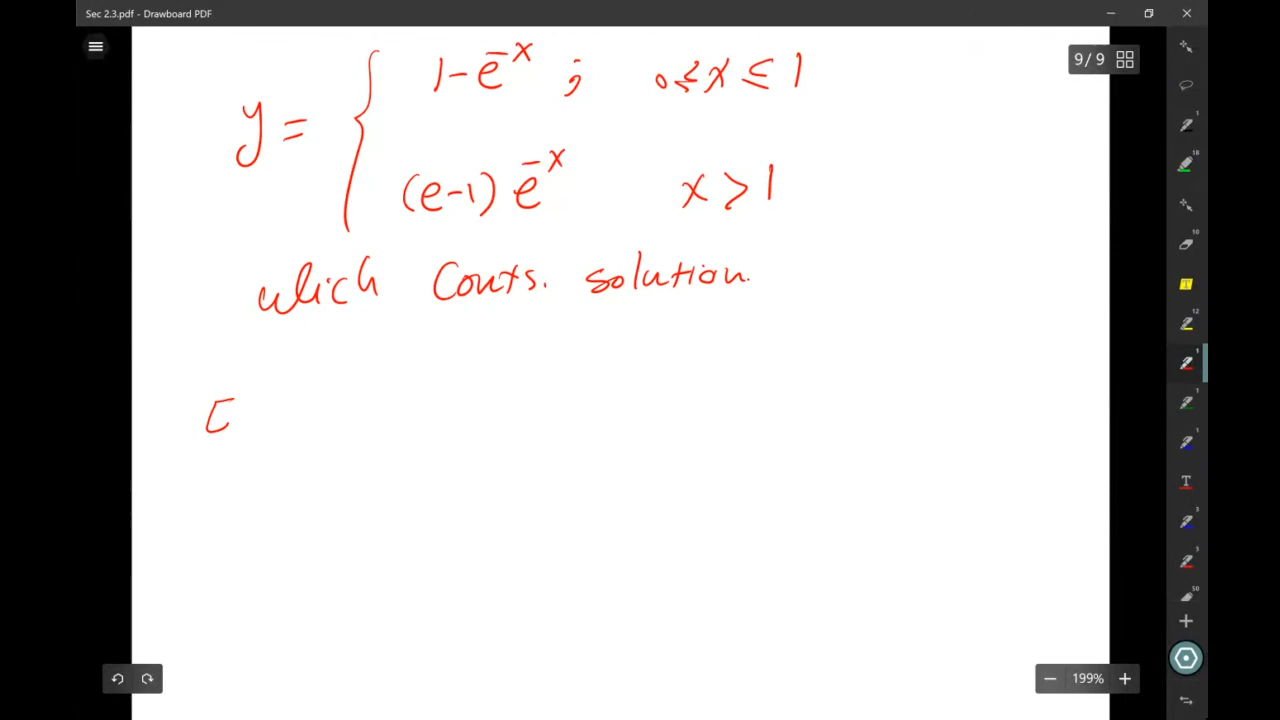 Sec 2.3.pdf - Drawboard PDF
9/9
y = { 1-e^{-x} ; 0≤x≤1
(e-1) e^{-x} x>1
which Conts. solution.
199%